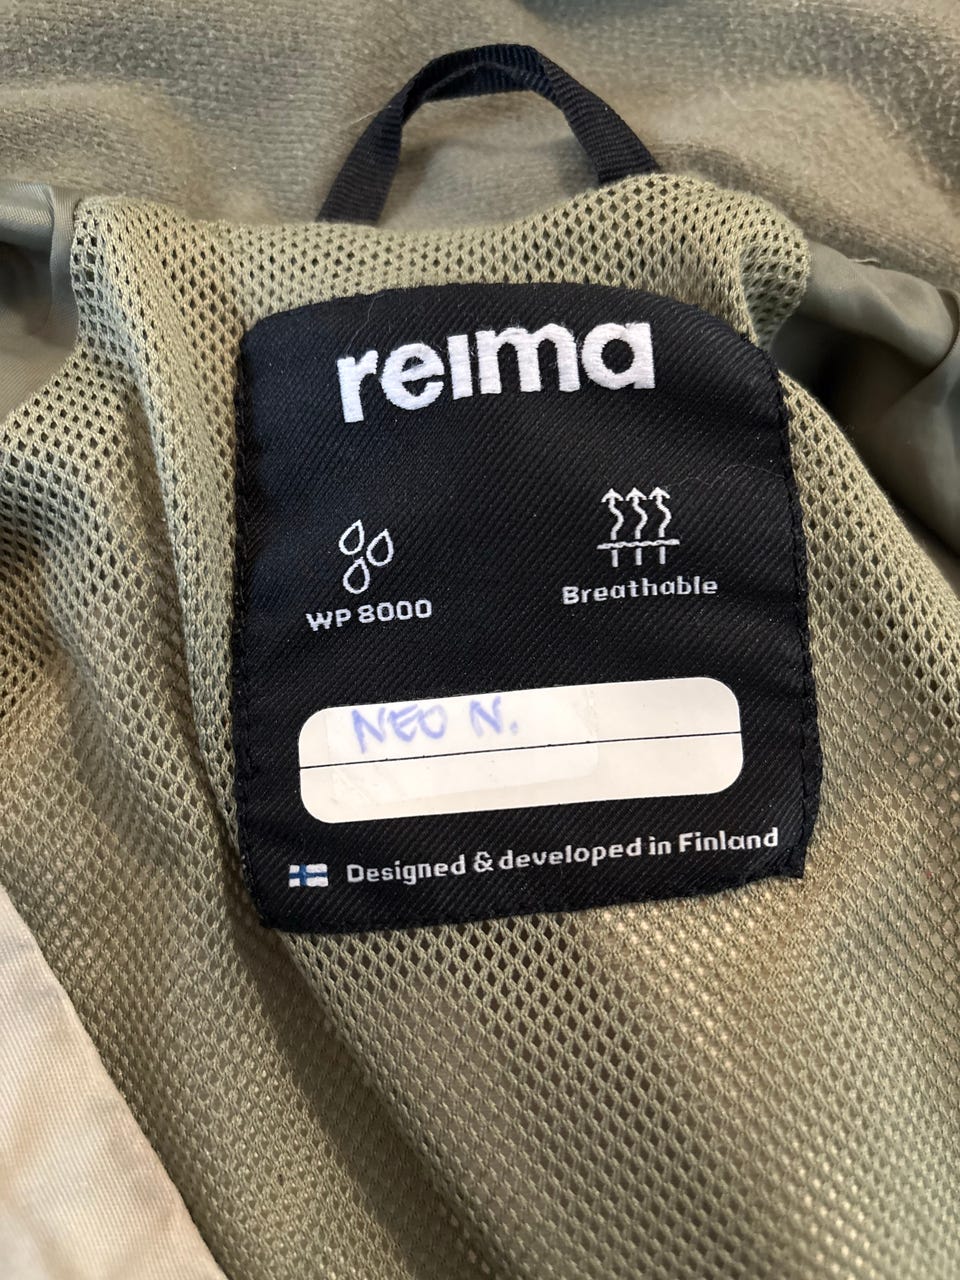 reima
WP 8000
Breathable
NEO N.
Designed & developed in Finland